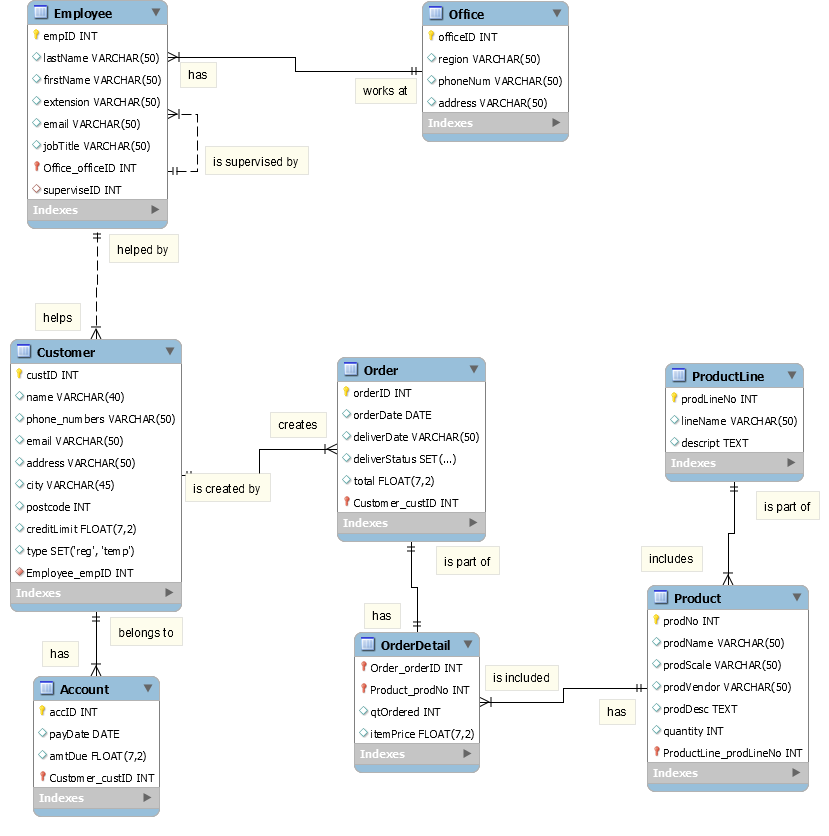 Employee
empID INT
lastName VARCHAR(50)
firstName VARCHAR(50)
extension VARCHAR(50)
email VARCHAR(50)
jobTitle VARCHAR(50)
Office_officeID INT
superviseID INT
Indexes
has
works at
is supervised by
Office
officeID INT
region VARCHAR(50)
phoneNum VARCHAR(50)
address VARCHAR(50)
Indexes
helped by
helps
Customer
custID INT
name VARCHAR(40)
phone_numbers VARCHAR(50)
email VARCHAR(50)
address VARCHAR(50)
city VARCHAR(45)
postcode INT
creditLimit FLOAT(7,2)
type SET('reg', 'temp')
Employee_empID INT
Indexes
creates
is created by
Order
orderID INT
orderDate DATE
deliverDate VARCHAR(50)
deliverStatus SET(...)
total FLOAT(7,2)
Customer_custID INT
Indexes
ProductLine
prodLineNo INT
lineName VARCHAR(50)
descript TEXT
Indexes
is part of
includes
is part of
has
belongs to
has
Account
accID INT
payDate DATE
amtDue FLOAT(7,2)
Customer_custID INT
Indexes
OrderDetail
Order_orderID INT
Product_prodNo INT
qtOrdered INT
itemPrice FLOAT(7,2)
Indexes
is included
has
Product
prodNo INT
prodName VARCHAR(50)
prodScale VARCHAR(50)
prodVendor VARCHAR(50)
prodDesc TEXT
quantity INT
ProductLine_prodLineNo INT
Indexes